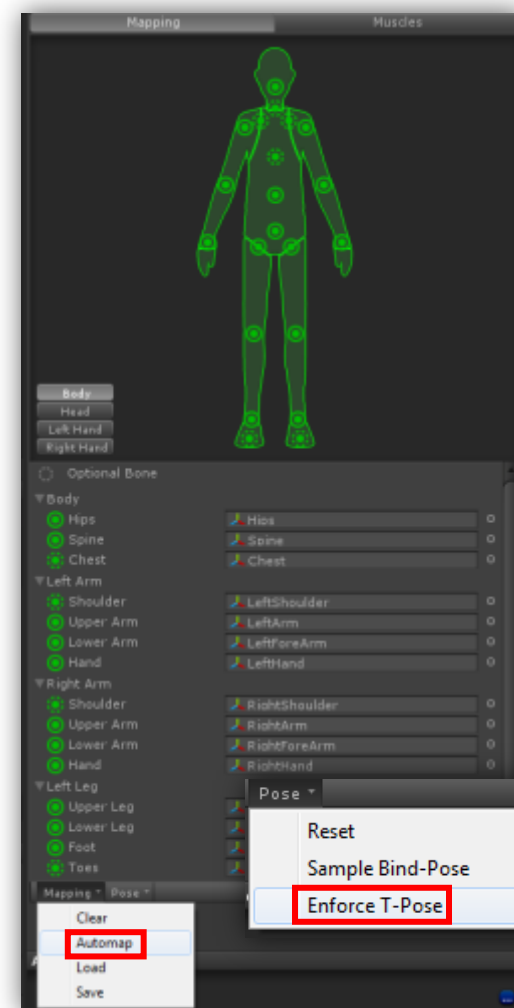 Mapping Muscles
Body
Head
Left Hand
Right Hand
Optional Bone
Body
Hips Hips
Spine Spine
Chest Chest
Left Arm
Shoulder LeftShoulder
Upper Arm LeftArm
Lower Arm LeftForeArm
Hand LeftHand
Right Arm
Shoulder RightShoulder
Upper Arm RightArm
Lower Arm RightForeArm
Hand RightHand
Left Leg
Upper Leg
Lower Leg
Foot
Toes
Mapping Pose
Clear
Automap
Load
Save
Pose
Reset
Sample Bind-Pose
Enforce T-Pose